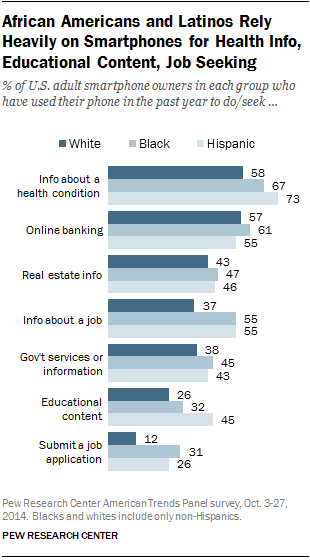 African Americans and Latinos Rely
Heavily on Smartphones for Health Info,
Educational Content, Job Seeking
% of U.S. adult smartphone owners in each group who
have used their phone in the past year to do/seek ...
White Black Hispanic
Info about a
health condition
58
67
73
Online banking
57
61
55
Real estate info
43
47
46
Info about a job
37
55
55
Gov't services or
information
38
45
43
Educational
content
26
32
45
Submit a job
application
12
31
26
Pew Research Center American Trends Panel survey, Oct. 3-27,
2014. Blacks and whites include only non-Hispanics.
PEW RESEARCH CENTER